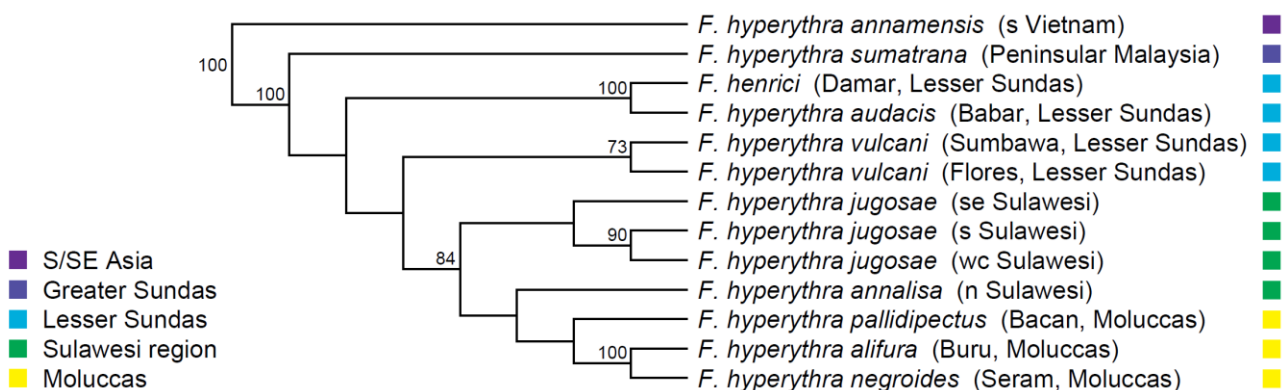 F. hyperythra annamensis (s Vietnam)
F. hyperythra sumatrana (Peninsular Malaysia)
F. henrici (Damar, Lesser Sundas)
F. hyperythra audacis (Babar, Lesser Sundas)
F. hyperythra vulcani (Sumbawa, Lesser Sundas)
F. hyperythra vulcani (Flores, Lesser Sundas)
F. hyperythra jugosae (se Sulawesi)
F. hyperythra jugosae (s Sulawesi)
F. hyperythra jugosae (wc Sulawesi)
F. hyperythra annalisa (n Sulawesi)
F. hyperythra pallidipectus (Bacan, Moluccas)
F. hyperythra alifura (Buru, Moluccas)
F. hyperythra negroides (Seram, Moluccas)
100
100
100
73
90
84
100
S/SE Asia
Greater Sundas
Lesser Sundas
Sulawesi region
Moluccas